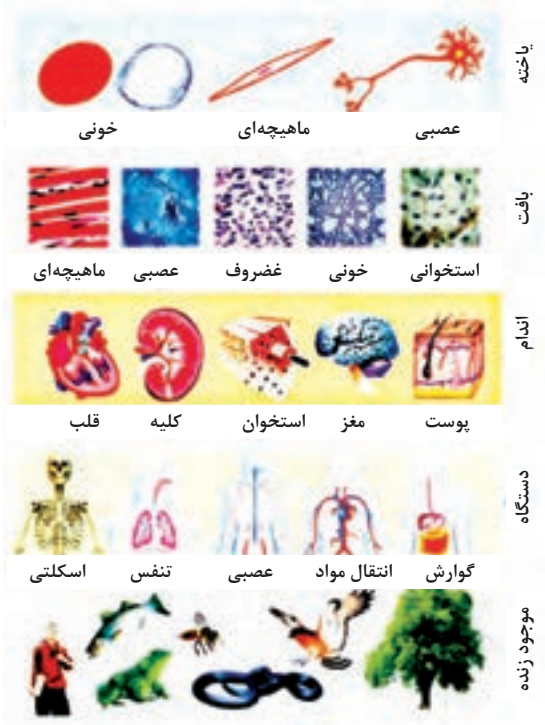 یاخته
عصبی ماهیچه‌ای خونی
بافت
استخوانی خونی غضروف عصبی ماهیچه‌ای
اندام
پوست مغز استخوان کلیه قلب
دستگاه
گوارش انتقال مواد عصبی تنفس اسکلتی
موجود زنده